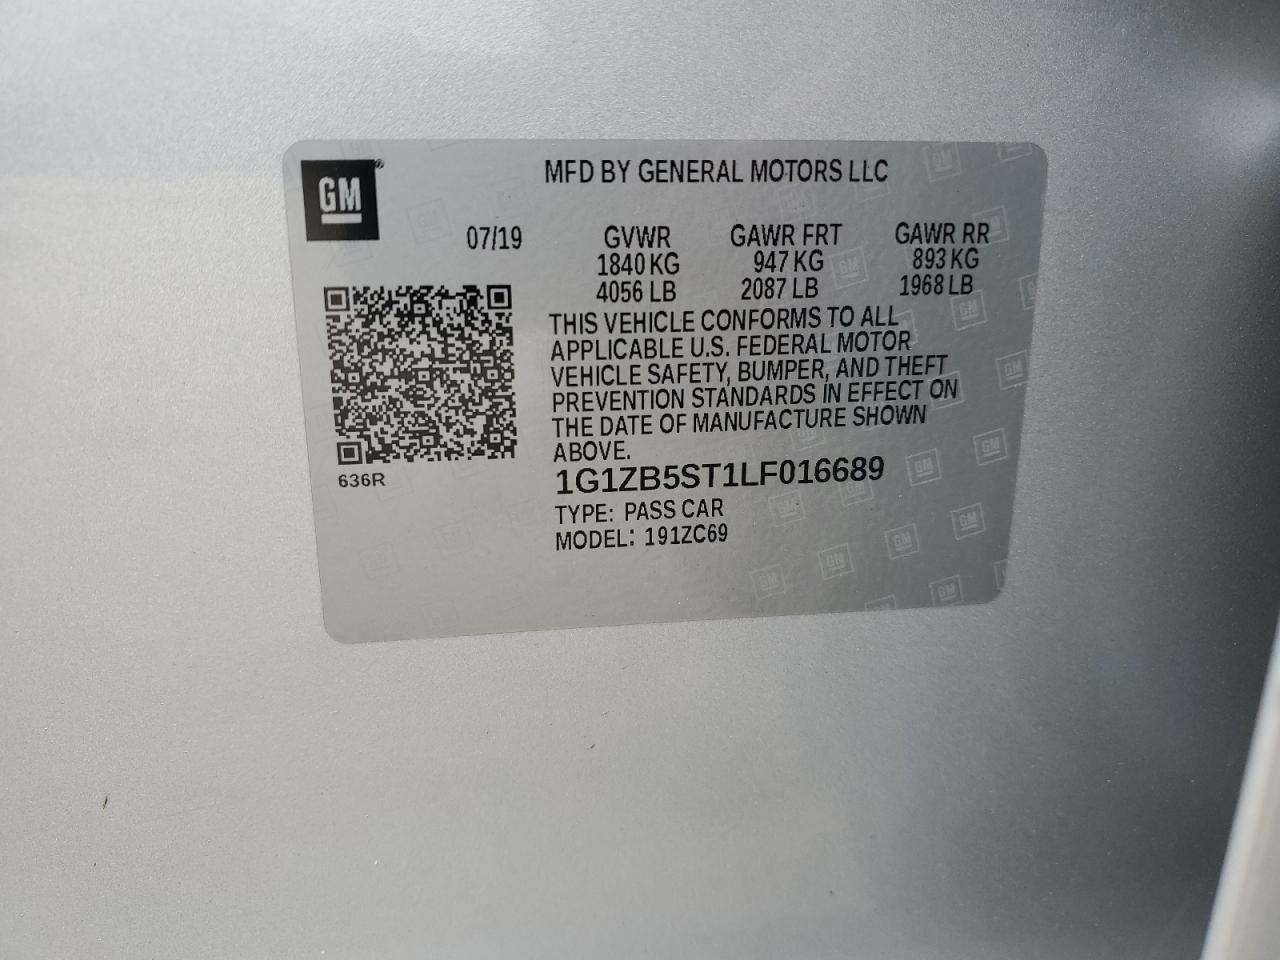 GM
MFD BY GENERAL MOTORS LLC
07/19 GVWR GAWR FRT GAWR RR
1840 KG 947 KG 893 KG
4056 LB 2087 LB 1968 LB
THIS VEHICLE CONFORMS TO ALL
APPLICABLE U.S. FEDERAL MOTOR
VEHICLE SAFETY, BUMPER, AND THEFT
PREVENTION STANDARDS IN EFFECT ON
THE DATE OF MANUFACTURE SHOWN
ABOVE.
1G1ZB5ST1LF016689
636R
TYPE: PASS CAR
MODEL: 191ZC69